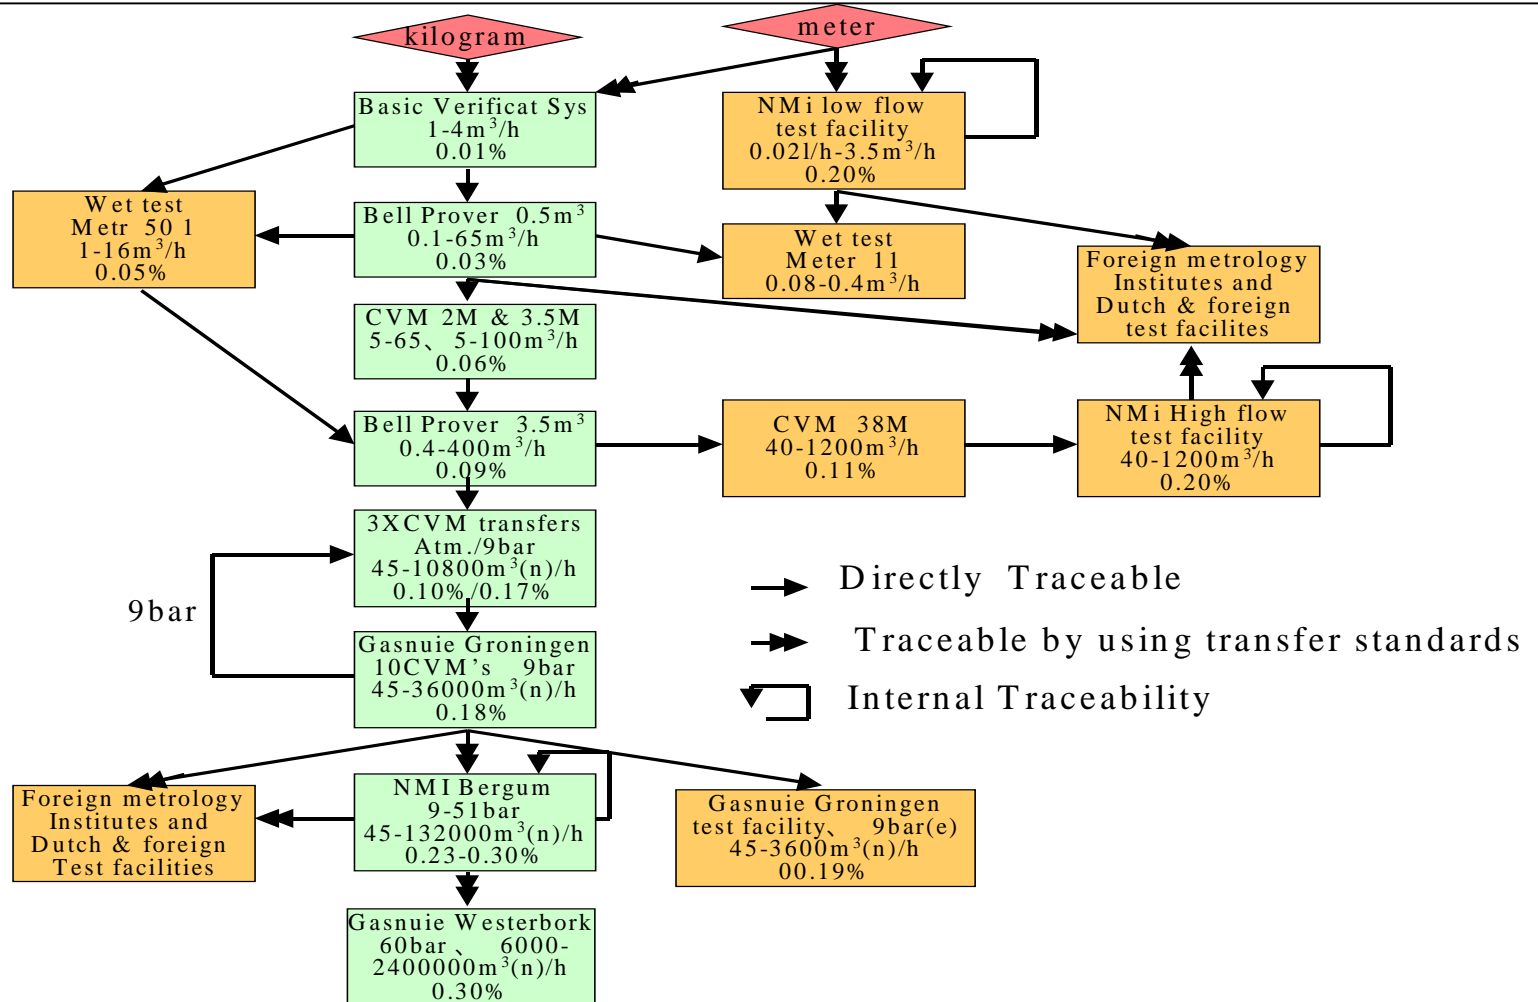 kilogram
meter
Basic Verificat Sys
1-4m³/h
0.01%
NMi low flow
test facility
0.02l/h-3.5m³/h
0.20%
Wet test
Metr 50 1
1-16m³/h
0.05%
Bell Prover 0.5m³
0.1-65m³/h
0.03%
Wet test
Meter 11
0.08-0.4m³/h
Foreign metrology
Institutes and
Dutch & foreign
test facilites
CVM 2M & 3.5M
5-65、5-100m³/h
0.06%
Bell Prover 3.5m³
0.4-400m³/h
0.09%
CVM 38M
40-1200m³/h
0.11%
NMi High flow
test facility
40-1200m³/h
0.20%
3XCVM transfers
Atm./9bar
45-10800m³(n)/h
0.10%/0.17%
9bar
Directly Traceable
Traceable by using transfer standards
Internal Traceability
Gasnuie Groningen
10CVM's 9bar
45-36000m³(n)/h
0.18%
Foreign metrology
Institutes and
Dutch & foreign
Test facilities
NMI Bergum
9-51bar
45-132000m³(n)/h
0.23-0.30%
Gasnuie Groningen
test facility、 9bar(e)
45-3600m³(n)/h
00.19%
Gasnuie Westerbork
60bar、 6000-
2400000m³(n)/h
0.30%